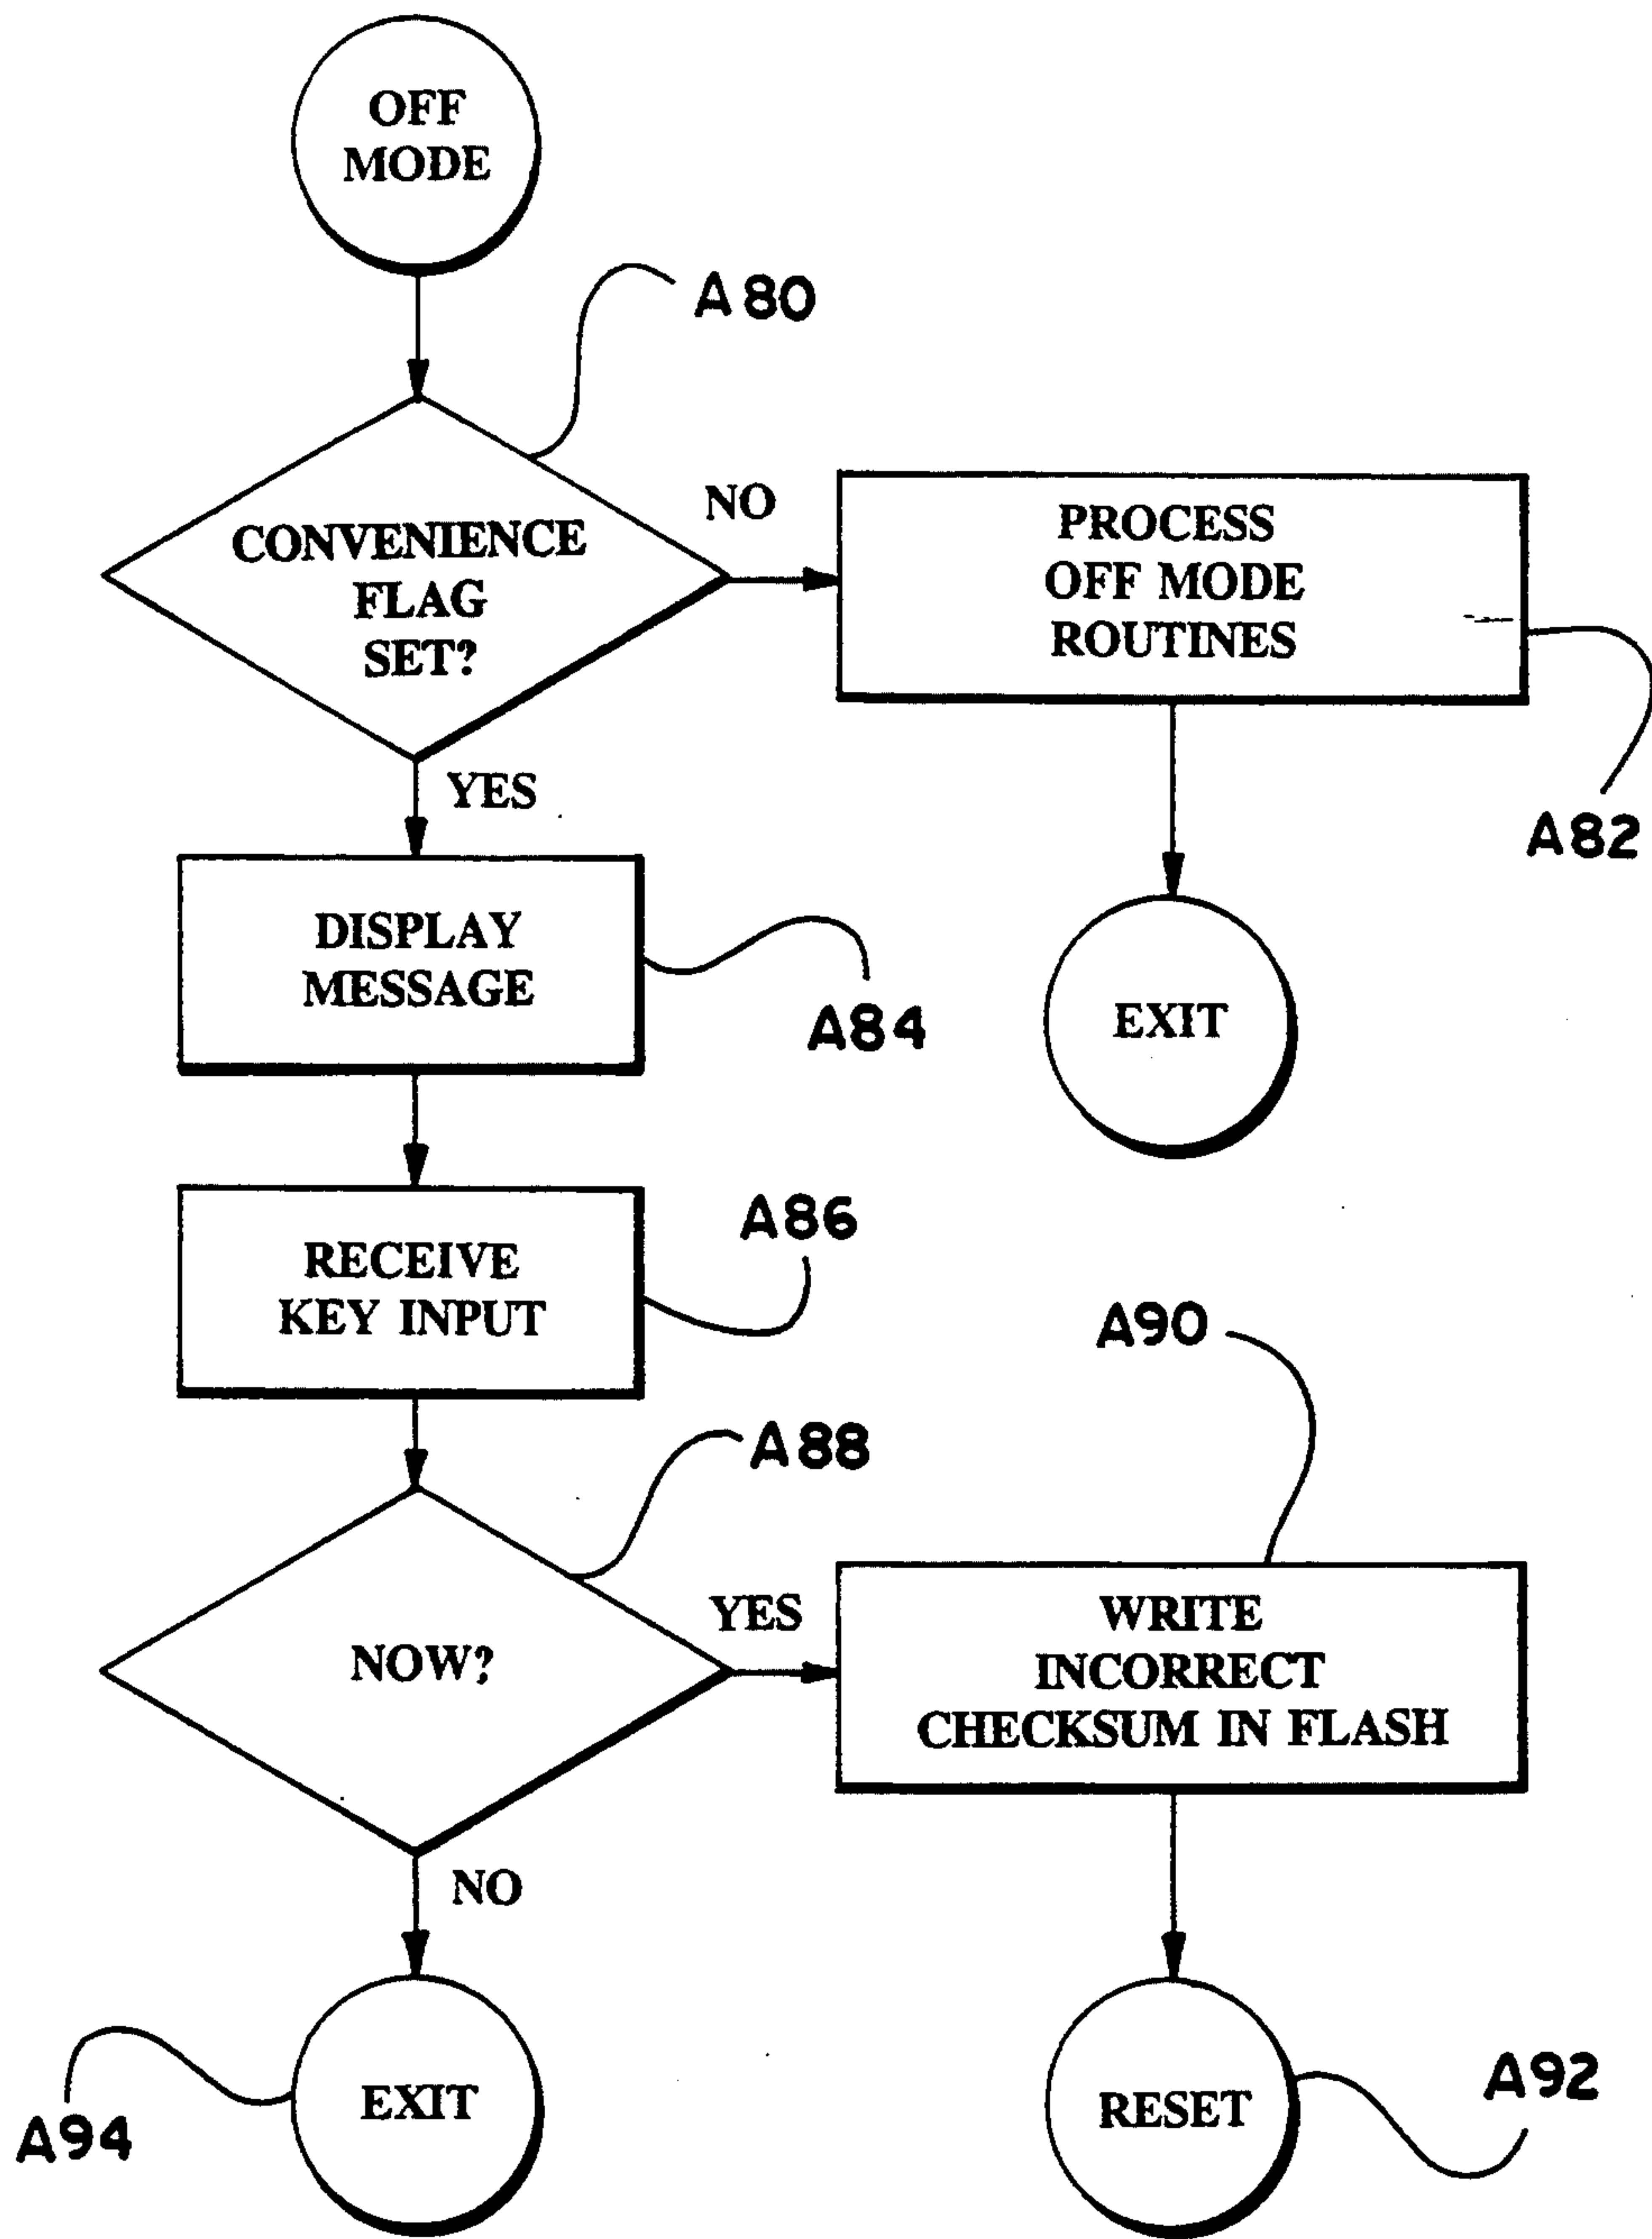 OFF
MODE
A80
CONVENIENCE
FLAG
SET?
NO
PROCESS
OFF MODE
ROUTINES
A82
YES
EXIT
DISPLAY
MESSAGE
A84
RECEIVE
KEY INPUT
A86
A88
A90
NOW?
YES
WRITE
INCORRECT
CHECKSUM IN FLASH
NO
EXIT
A94
RESET
A92